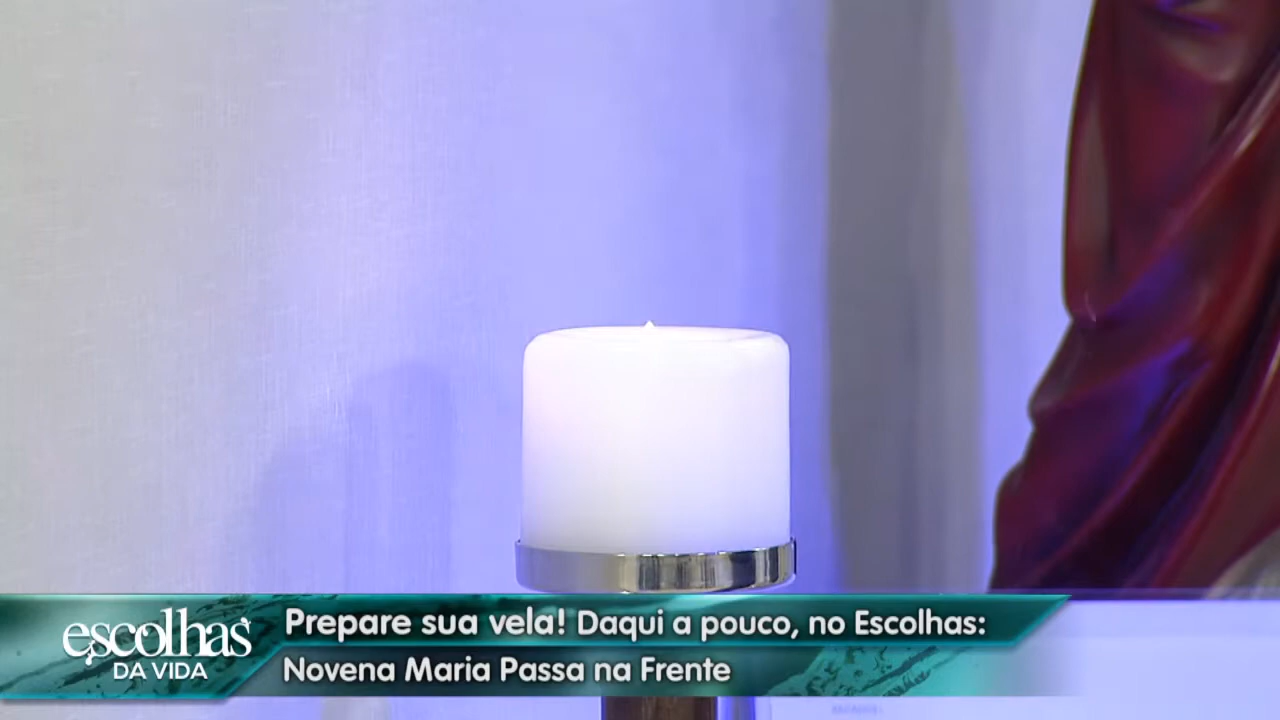 escolhas
DA VIDA
Prepare sua vela! Daqui a pouco, no Escolhas:
Novena Maria Passa na Frente